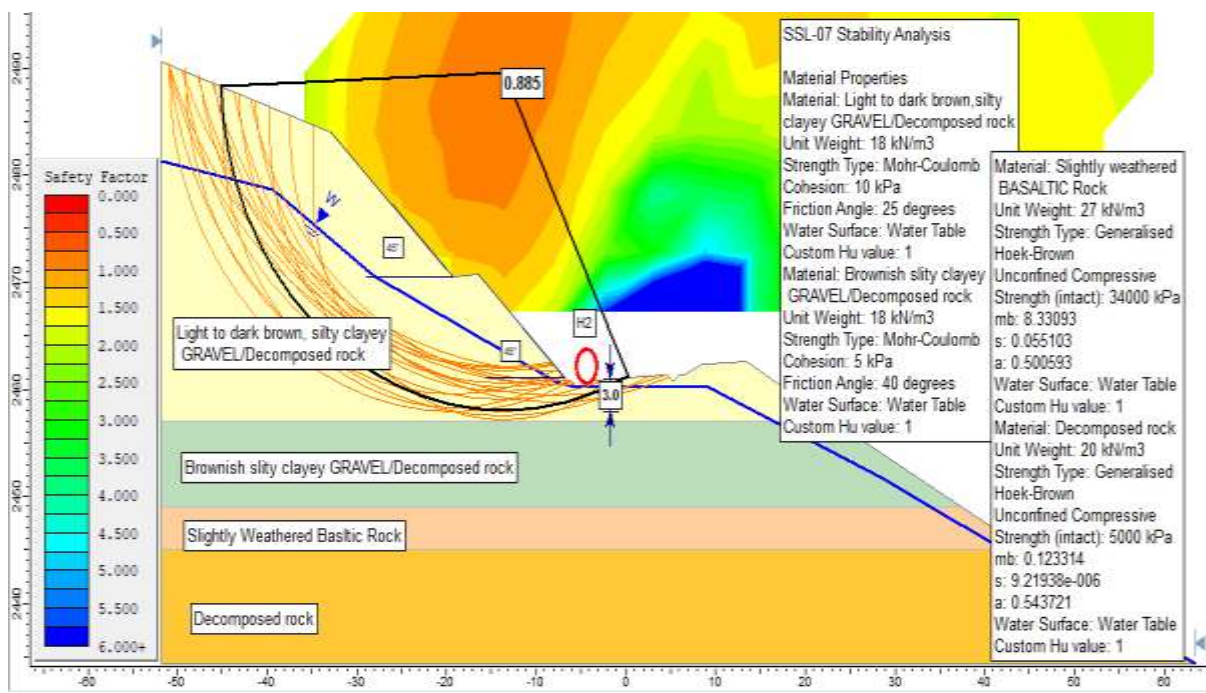 SSL-07 Stability Analysis
Material Properties
Material: Light to dark brown,silty
clayey GRAVEL/Decomposed rock
Unit Weight: 18 kN/m3
Strength Type: Mohr-Coulomb
Cohesion: 10 kPa
Friction Angle: 25 degrees
Water Surface: Water Table
Custom Hu value: 1
Material: Brownish slity clayey
GRAVEL/Decomposed rock
Unit Weight: 18 kN/m3
Strength Type: Mohr-Coulomb
Cohesion: 5 kPa
Friction Angle: 40 degrees
Water Surface: Water Table
Custom Hu value: 1
Material: Slightly weathered
BASALTIC Rock
Unit Weight: 27 kN/m3
Strength Type: Generalised
Hoek-Brown
Unconfined Compressive
Strength (intact): 34000 kPa
mb: 8.33093
s: 0.055103
a: 0.500593
Water Surface: Water Table
Custom Hu value: 1
Material: Decomposed rock
Unit Weight: 20 kN/m3
Strength Type: Generalised
Hoek-Brown
Unconfined Compressive
Strength (intact): 5000 kPa
mb: 0.123314
s: 9.21938e-006
a: 0.543721
Water Surface: Water Table
Custom Hu value: 1
0.885
Safety Factor
0.000
0.500
1.000
1.500
2.000
2.500
3.000
3.500
4.000
4.500
5.000
5.500
6.000+
W
45°
45°
H2
3.0
Light to dark brown, silty clayey
GRAVEL/Decomposed rock
Brownish slity clayey GRAVEL/Decomposed rock
Slightly Weathered Basltic Rock
Decomposed rock
2490
2480
2470
2460
2450
2440
-60
-50
-40
-30
-20
-10
0
10
20
30
40
50
60